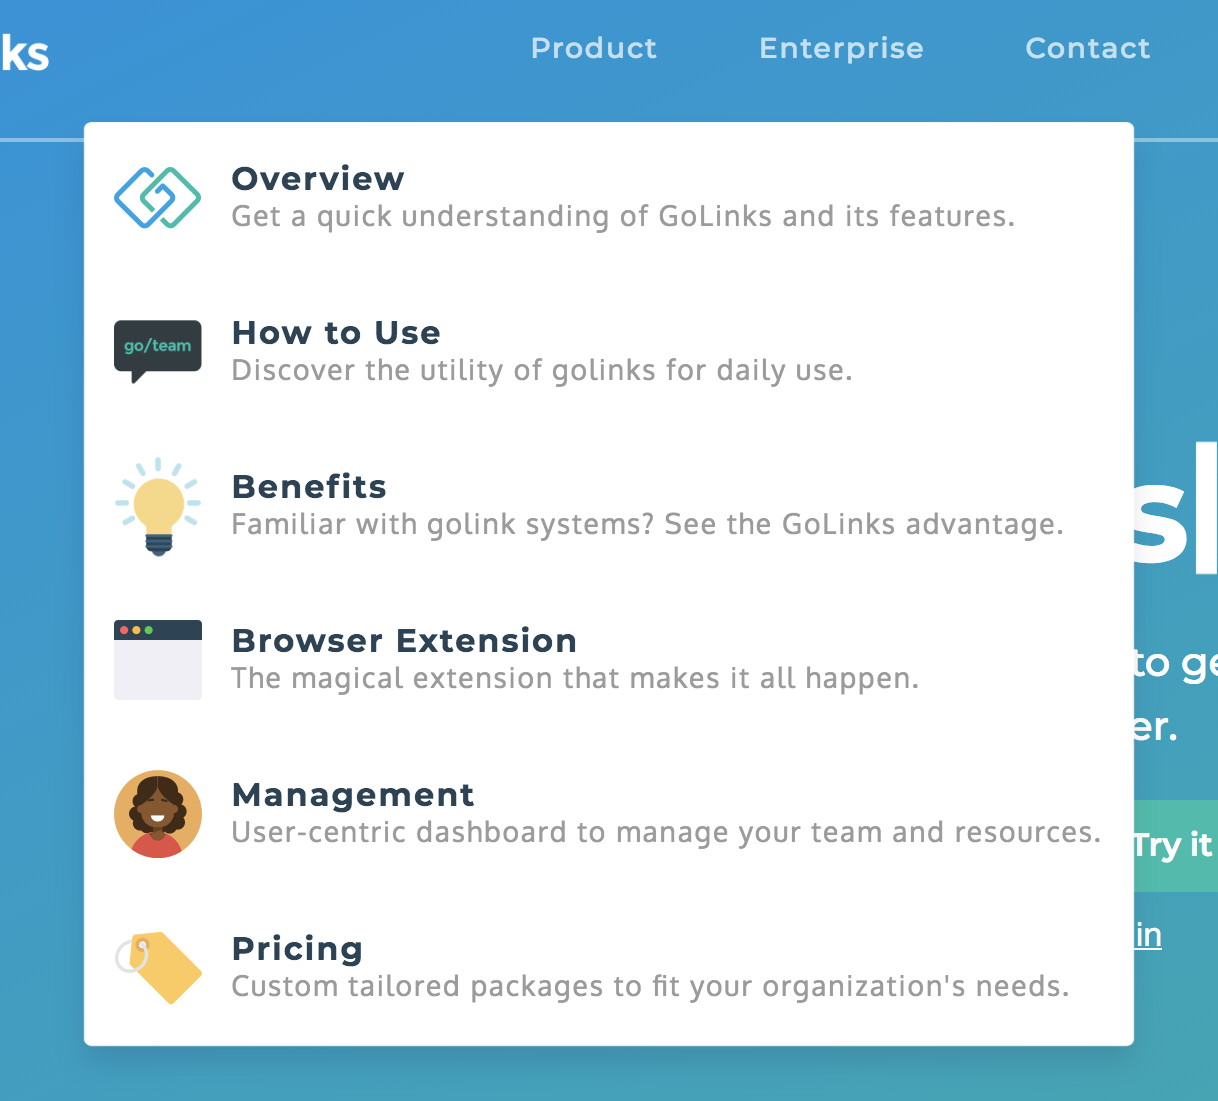 ks
Product Enterprise Contact
Overview
Get a quick understanding of GoLinks and its features.
go/team
How to Use
Discover the utility of golinks for daily use.
Benefits
Familiar with golink systems? See the GoLinks advantage.
Browser Extension
The magical extension that makes it all happen.
Management
User-centric dashboard to manage your team and resources.
Pricing
Custom tailored packages to fit your organization's needs.
to ge
er.
Try it
in